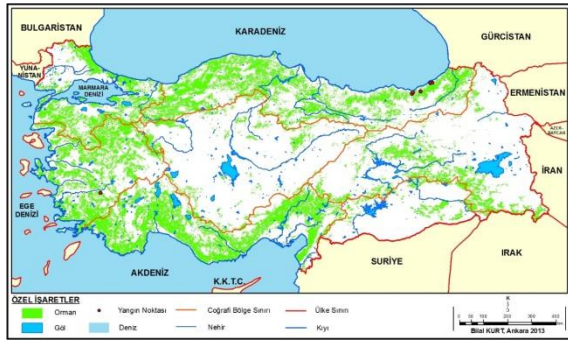 BULGARİSTAN
KARADENİZ
GÜRCİSTAN
YUNA-
NİSTAN
MARMARA
DENİZİ
ERMENİSTAN
İRAN
EGE
DENİZİ
AKDENİZ
K.K.T.C.
SURİYE
IRAK
ÖZEL İŞARETLER
Orman
Yangın Noktası
Coğrafi Bölge Sınırı
Ülke Sınırı
Göl
Deniz
Nehir
Kıyı
K
Bilal KURT, Ankara 2013